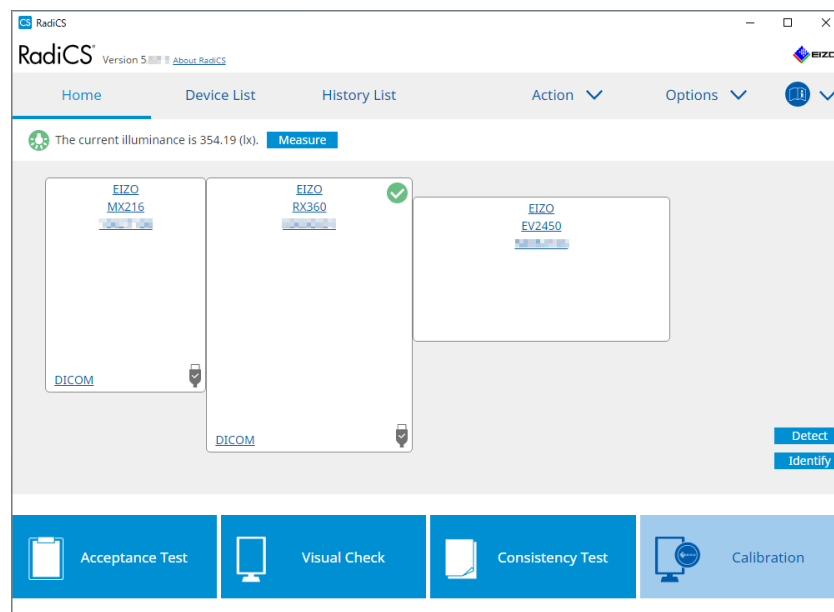 CS RadiCS
RadiCS Version 5. About RadiCS
EIZO
Home Device List History List Action Options
The current illuminance is 354.19 (lx). Measure
EIZO
MX216
DICOM
EIZO
RX360
DICOM
EIZO
EV2450
Detect
Identify
Acceptance Test Visual Check Consistency Test Calibration